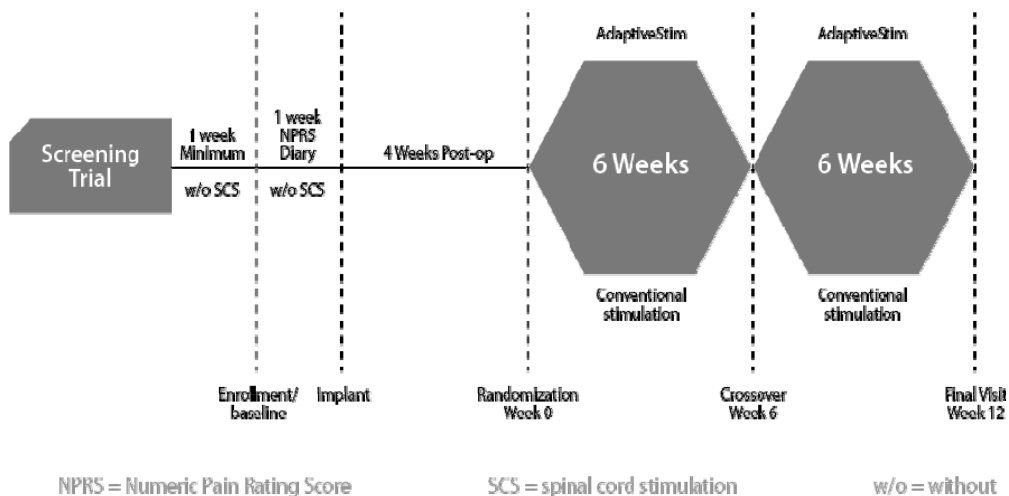 AdaptiveStim
AdaptiveStim
Screening
Trial
1 week
Minimum
w/o SCS
1 week
NPRS
Diary
w/o SCS
4 Weeks Post-op
6 Weeks
6 Weeks
Conventional
stimulation
Conventional
stimulation
Enrollment/
baseline
Implant
Randomization
Week 0
Crossover
Week 6
Final Visit
Week 12
NPRS = Numeric Pain Rating Score
SCS = spinal cord stimulation
w/o = without